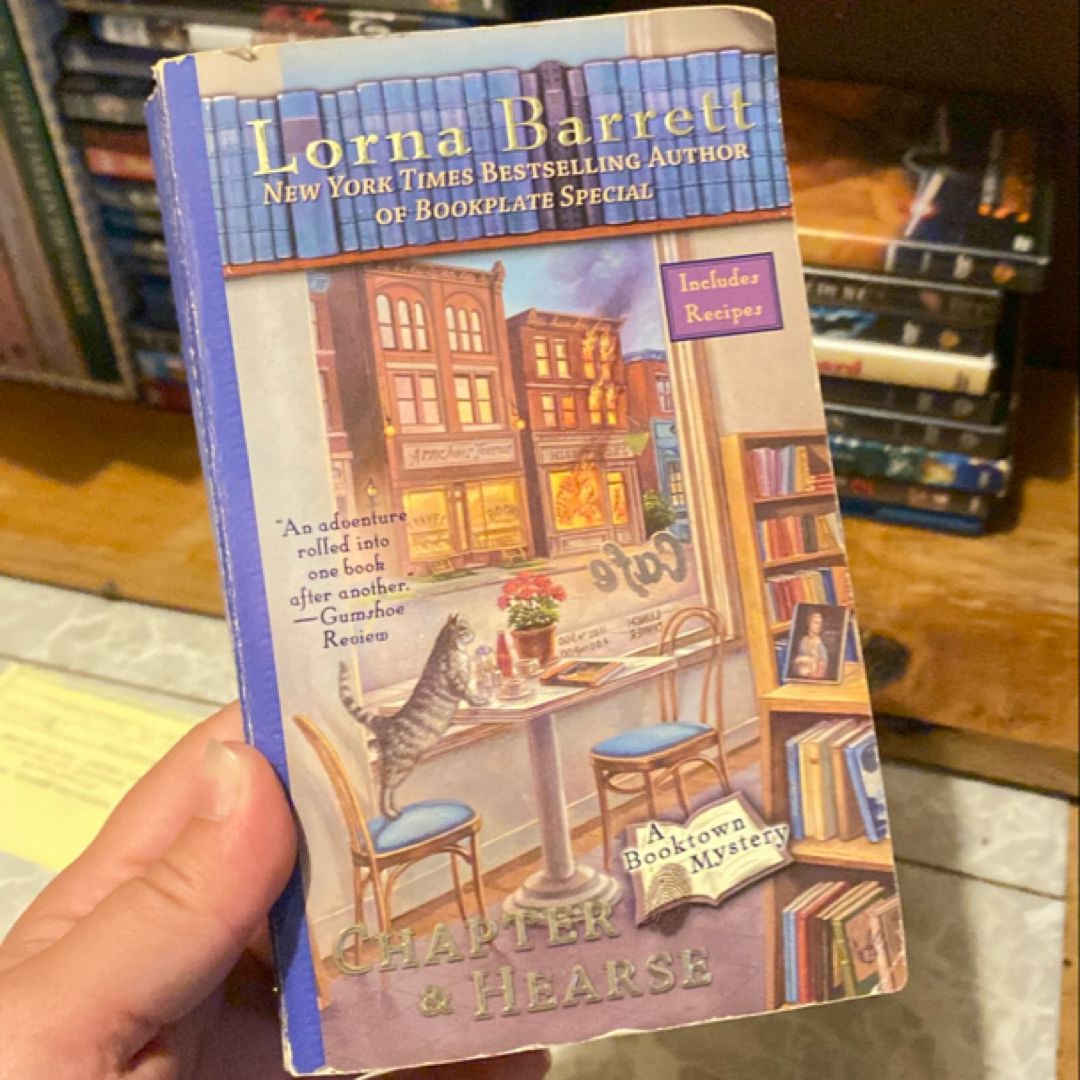 Lorna Barrett
New York Times Bestselling Author
of Bookplate Special
Includes
Recipes
"An adventure
rolled into
one book
after another."
—Gumshoe
Review
Cafe
A
Booktown
Mystery
Chapter
& Hearse